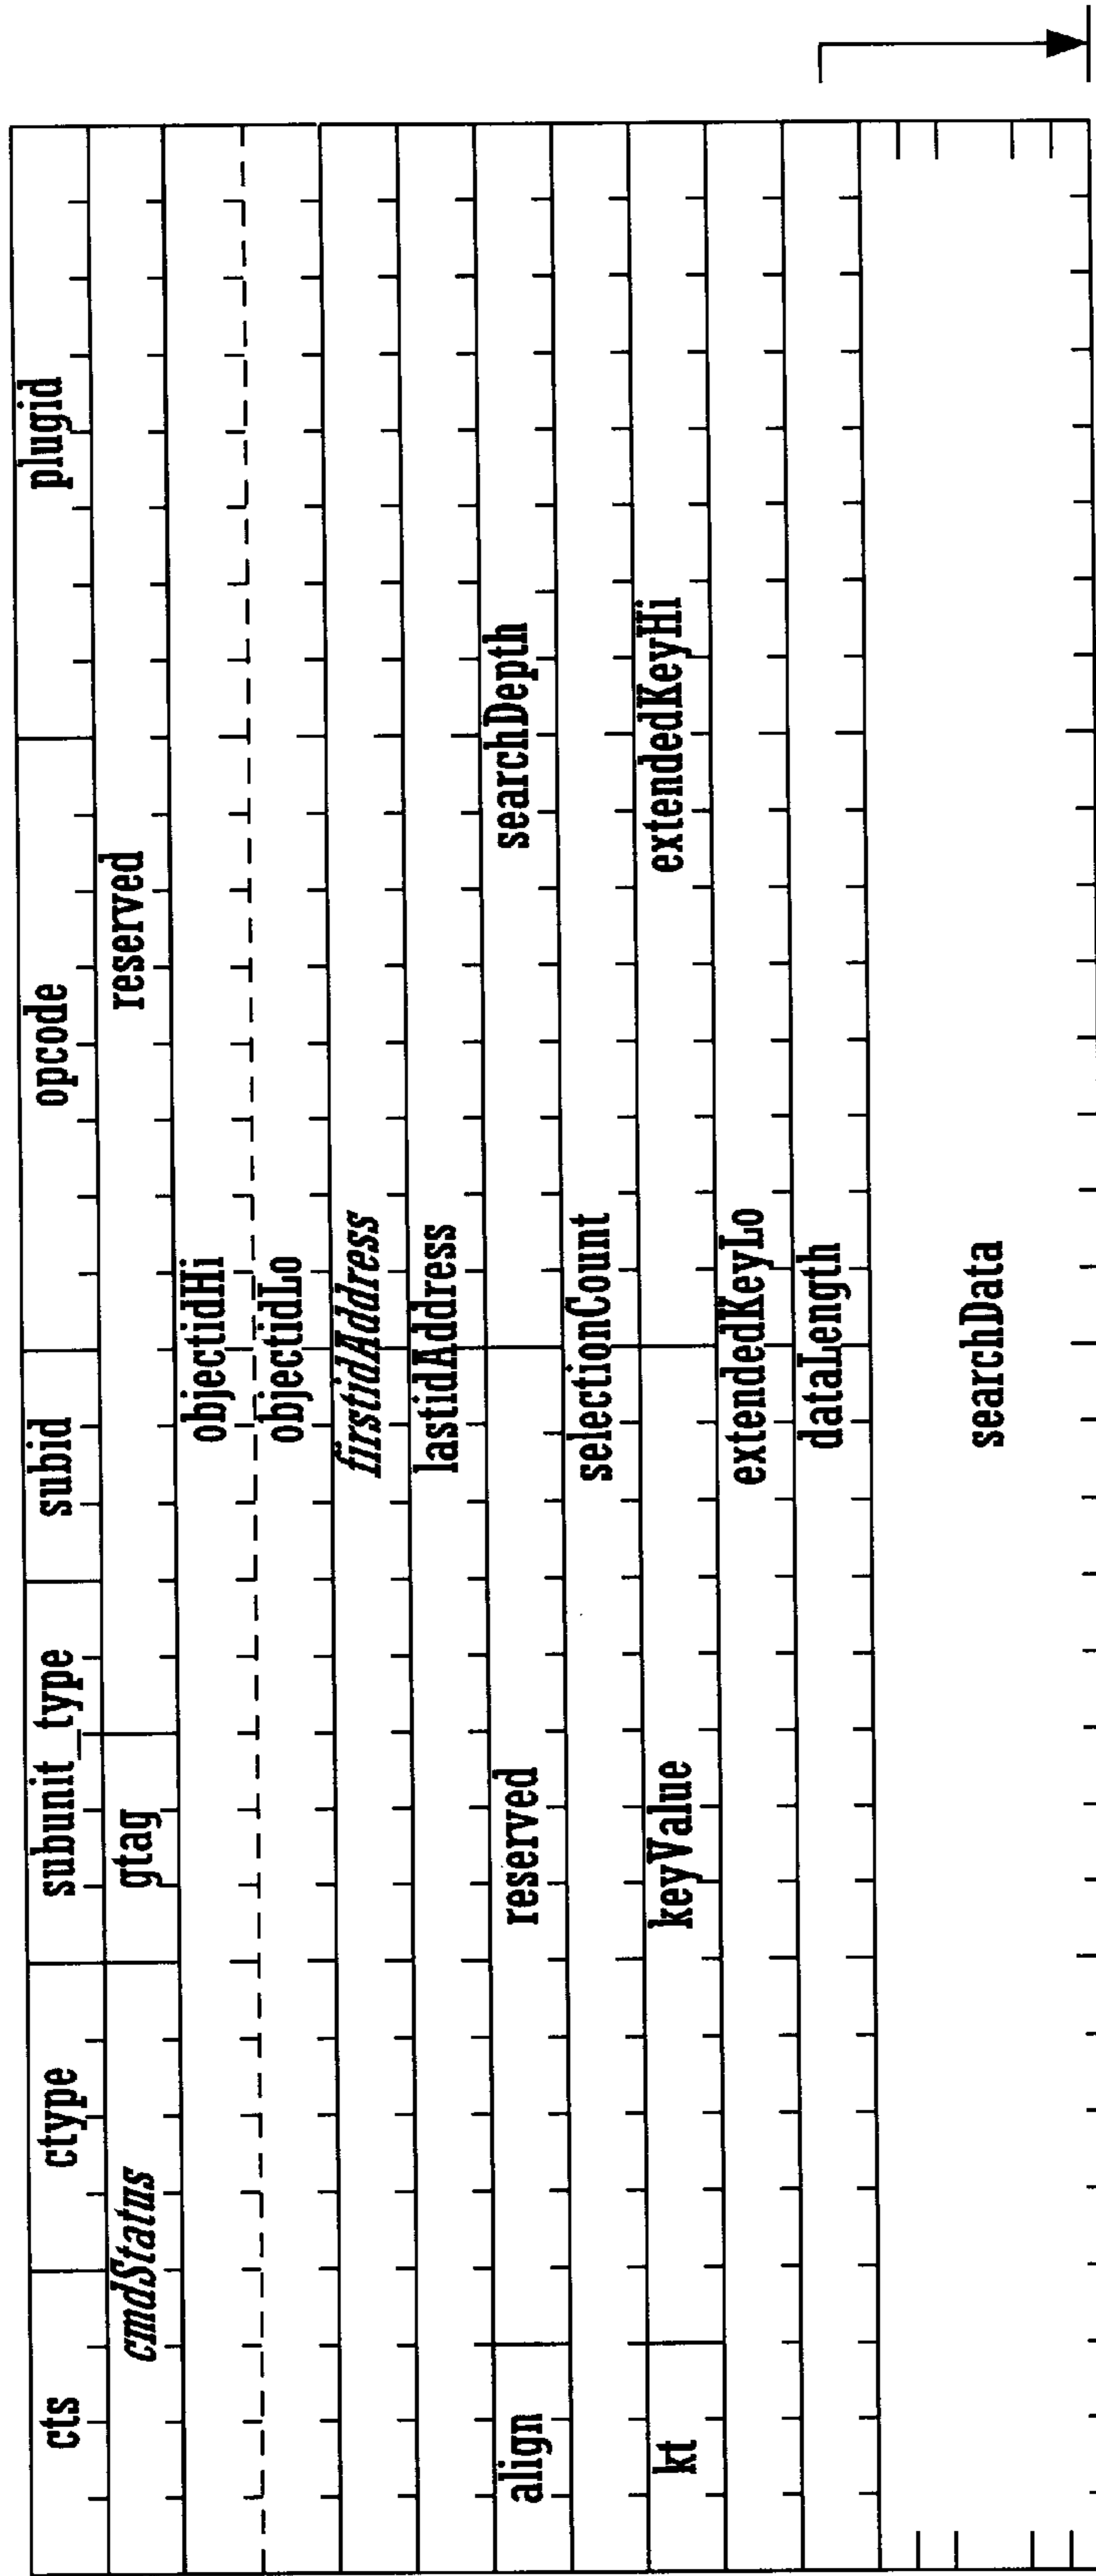 cts ctype subunit_type subid opcode plugid
cmdStatus gtag reserved
objectidHi
objectidLo
firstidAddress
lastidAddress
align reserved searchDepth
selectionCount
kt keyValue extendedKeyHi
extendedKeyLo
dataLength
searchData